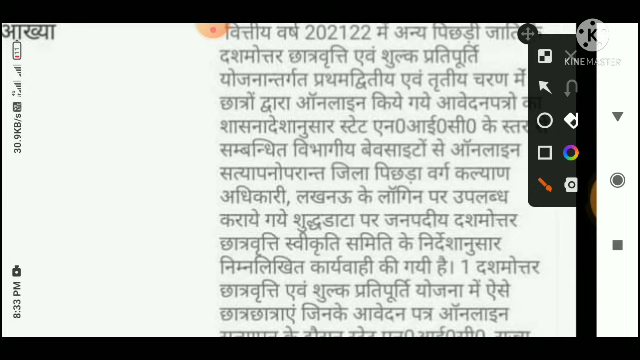 आख्या
वित्तीय वर्ष 202122 में अन्य पिछड़ी जाति के
दशमोत्तर छात्रवृत्ति एवं शुल्क प्रतिपूर्ति
योजनान्तर्गत प्रथमद्वितीय एवं तृतीय चरण में
छात्रों द्वारा ऑनलाइन किये गये आवेदनपत्रो
शासनादेशानुसार स्टेट एन0आई0सी0 के स्तर
सम्बन्धित विभागीय बेवसाइटों से ऑनलाइन
सत्यापनोपरान्त जिला पिछड़ा वर्ग कल्याण
अधिकारी, लखनऊ के लॉगिन पर उपलब्ध
कराये गये शुद्धडाटा पर जनपदीय दशमोत्तर
छात्रवृत्ति स्वीकृति समिति के निर्देशानुसार
निम्नलिखित कार्यवाही की गयी है। 1 दशमोत्तर
छात्रवृत्ति एवं शुल्क प्रतिपूर्ति योजना में ऐसे
छात्रछात्राएं जिनके आवेदन पत्र ऑनलाइन
8:33 PM
30.9KB/s
K
KINEMASTER